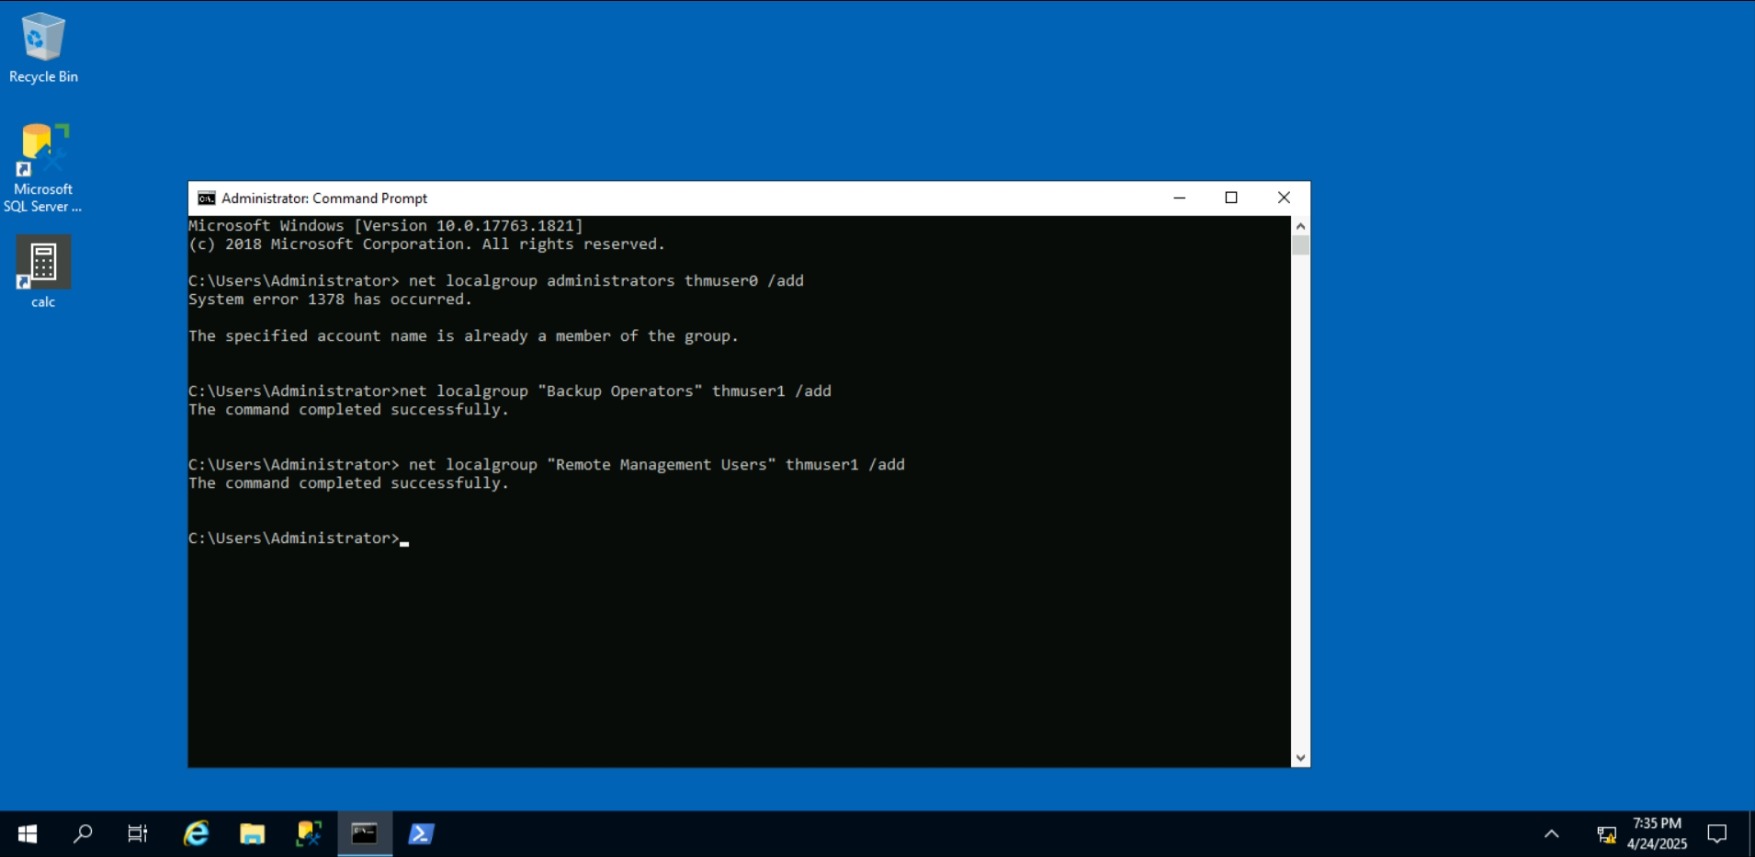 Recycle Bin
Microsoft
SQL Server ...
calc
Administrator: Command Prompt
Microsoft Windows [Version 10.0.17763.1821]
(c) 2018 Microsoft Corporation. All rights reserved.
C:\Users\Administrator> net localgroup administrators thmuser0 /add
System error 1378 has occurred.
The specified account name is already a member of the group.
C:\Users\Administrator>net localgroup "Backup Operators" thmuser1 /add
The command completed successfully.
C:\Users\Administrator> net localgroup "Remote Management Users" thmuser1 /add
The command completed successfully.
C:\Users\Administrator>
7:35 PM
4/24/2025